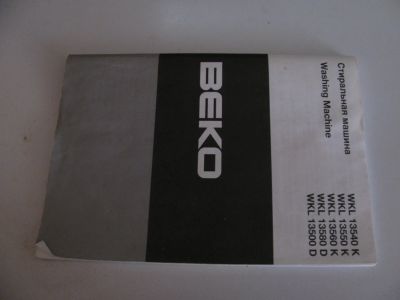 BEKO
Стиральная машина
Washing Machine
WKL 13540 K
WKL 13550 K
WKL 13560 K
WKL 13580 D
WKL 13500 D